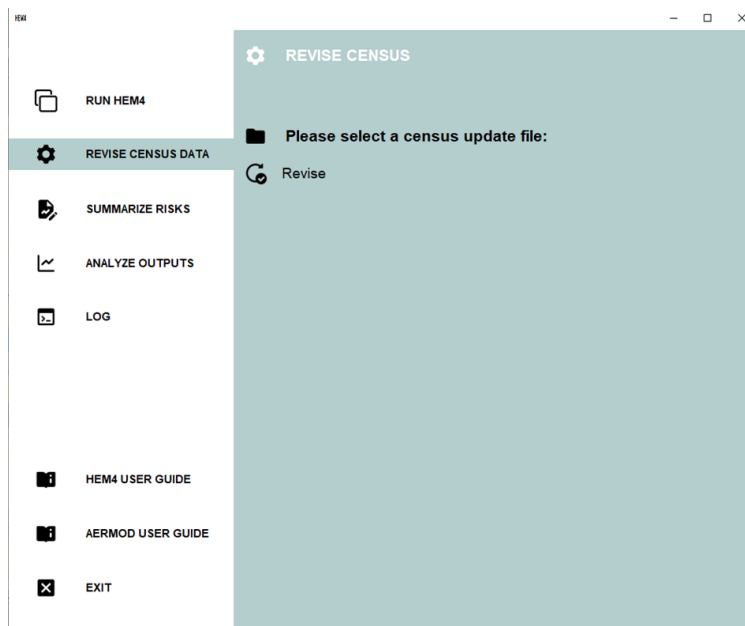 HEM4
REVISE CENSUS
RUN HEM4
Please select a census update file:
REVISE CENSUS DATA
Revise
SUMMARIZE RISKS
ANALYZE OUTPUTS
LOG
HEM4 USER GUIDE
AERMOD USER GUIDE
EXIT